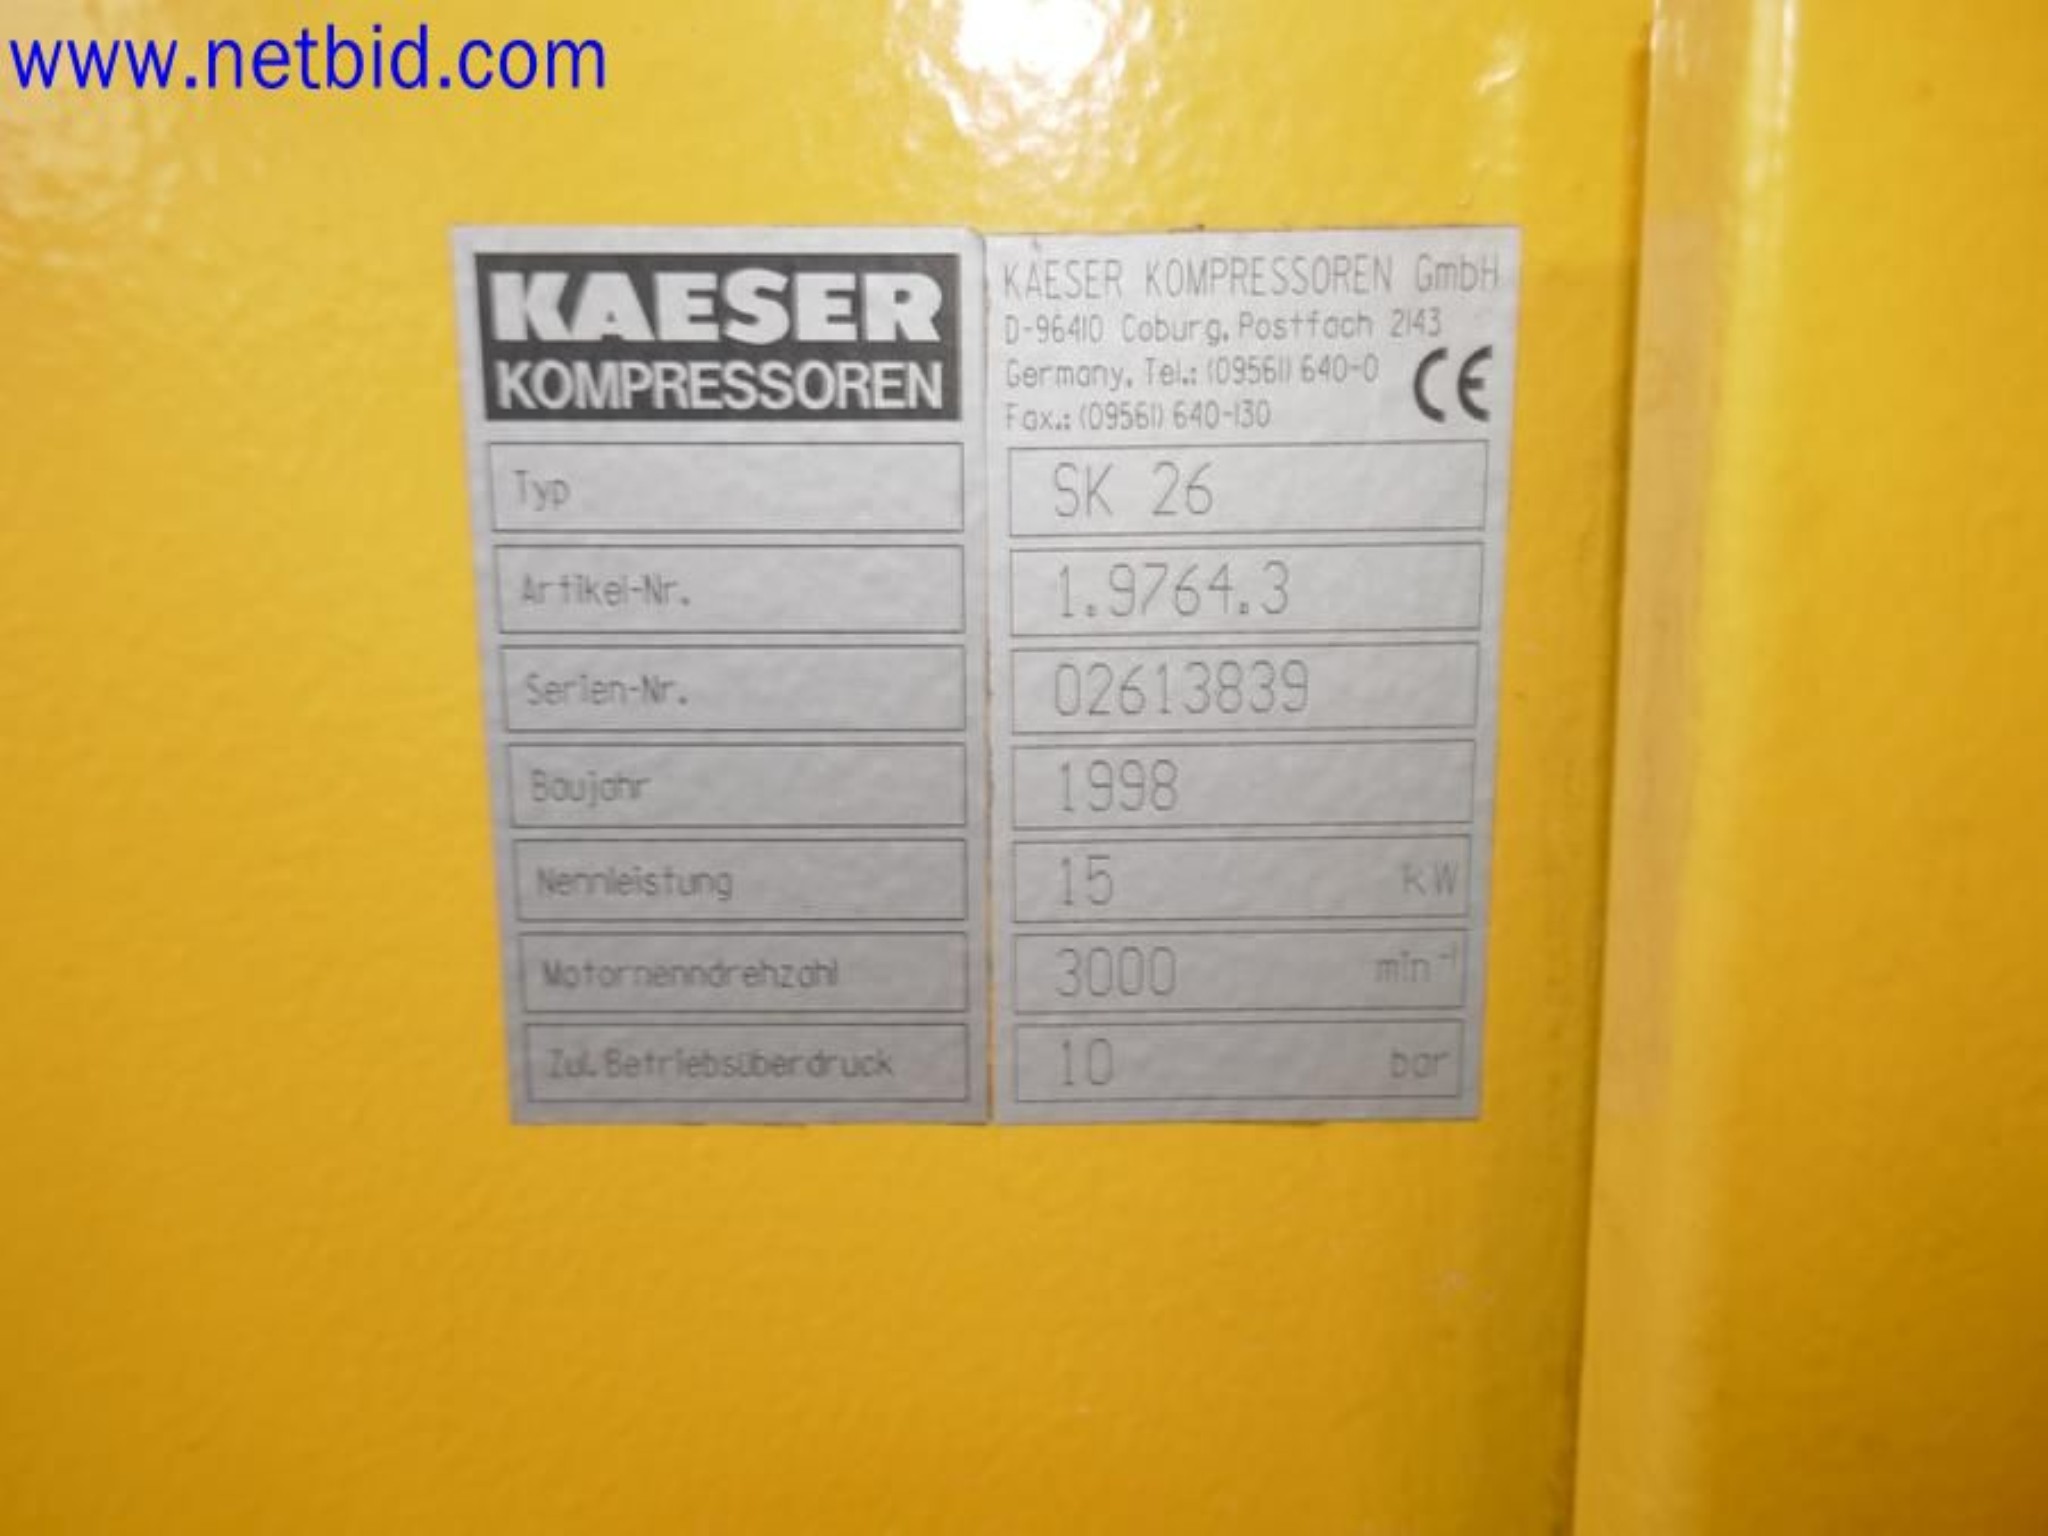 www.netbid.com
KAESER
KOMPRESSOREN
KAESER KOMPRESSOREN GmbH
D-96410 Coburg, Postfach 2143
Germany, Tel.: (09561) 640-0
Fax.: (09561) 640-130
CE
Typ SK 26
Artikel-Nr. 1.9764.3
Serien-Nr. 02613839
Baujahr 1998
Nennleistung 15 kW
Motornenndrehzahl 3000 min⁻¹
Zul. Betriebsüberdruck 10 bar